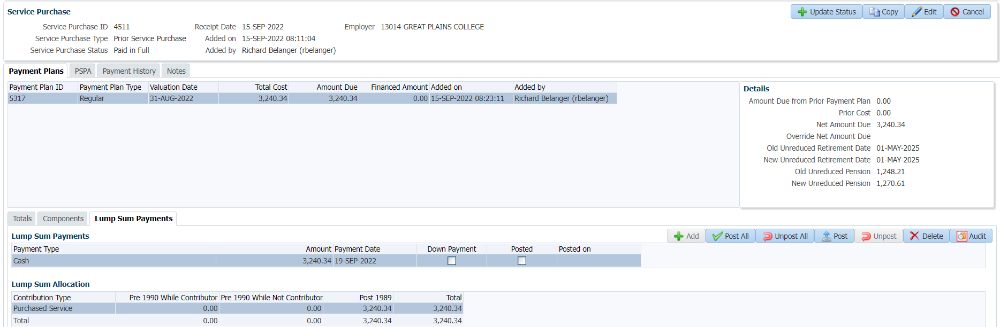 Service Purchase
Update Status Copy Edit Cancel
Service Purchase ID 4511 Receipt Date 15-SEP-2022 Employer 13014-GREAT PLAINS COLLEGE
Service Purchase Type Prior Service Purchase Added on 15-SEP-2022 08:11:04
Service Purchase Status Paid in Full Added by Richard Belanger (rbelanger)
Payment Plans PSPA Payment History Notes
Payment Plan ID Payment Plan Type Valuation Date Total Cost Amount Due Financed Amount Added on Added by
5317 Regular 31-AUG-2022 3,240.34 3,240.34 0.00 15-SEP-2022 08:23:11 Richard Belanger (rbelanger)
Details
Amount Due from Prior Payment Plan 0.00
Prior Cost 0.00
Net Amount Due 3,240.34
Override Net Amount Due
Old Unreduced Retirement Date 01-MAY-2025
New Unreduced Retirement Date 01-MAY-2025
Old Unreduced Pension 1,248.21
New Unreduced Pension 1,270.61
Totals Components Lump Sum Payments
Lump Sum Payments
Add Post All Unpost All Post Unpost Delete Audit
Payment Type Amount Payment Date Down Payment Posted Posted on
Cash 3,240.34 19-SEP-2022
Lump Sum Allocation
Contribution Type Pre 1990 While Contributor Pre 1990 While Not Contributor Post 1989 Total
Purchased Service 0.00 0.00 3,240.34 3,240.34
Total 0.00 0.00 3,240.34 3,240.34